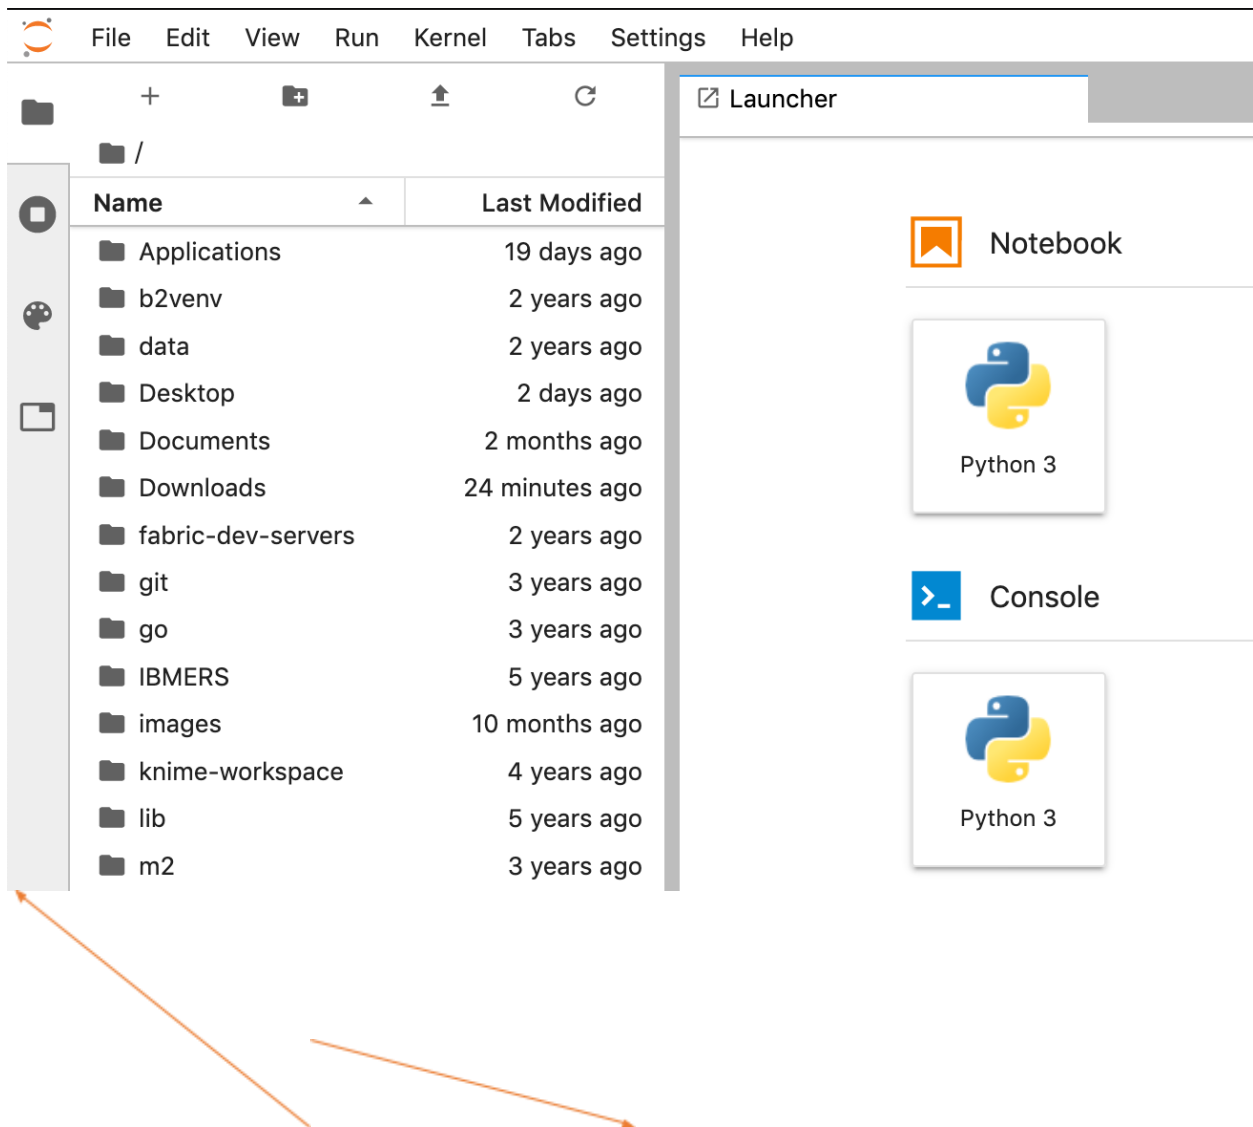 File Edit View Run Kernel Tabs Settings Help
Launcher
/
Name Last Modified
Applications 19 days ago
b2venv 2 years ago
data 2 years ago
Desktop 2 days ago
Documents 2 months ago
Downloads 24 minutes ago
fabric-dev-servers 2 years ago
git 3 years ago
go 3 years ago
IBMERS 5 years ago
images 10 months ago
knime-workspace 4 years ago
lib 5 years ago
m2 3 years ago
Notebook
Python 3
Console
Python 3